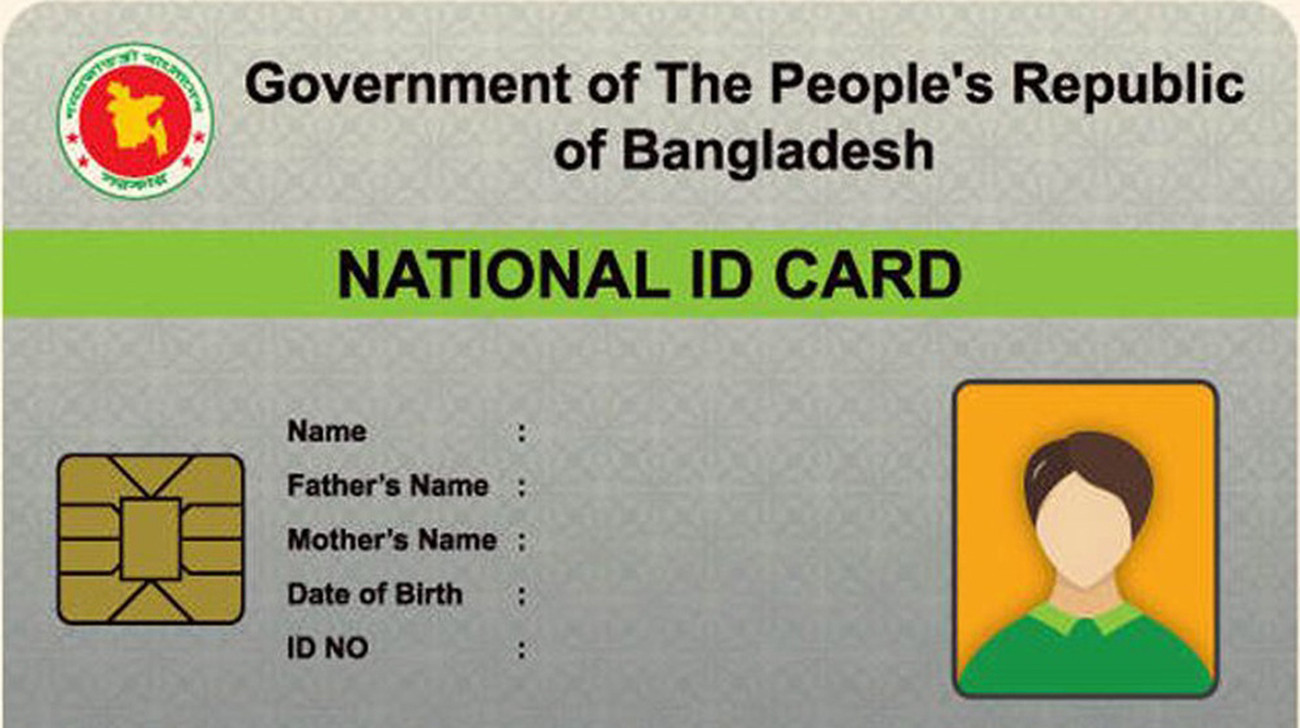 Government of The People's Republic
of Bangladesh
সরকার
NATIONAL ID CARD
Name :
Father’s Name :
Mother’s Name :
Date of Birth :
ID NO :